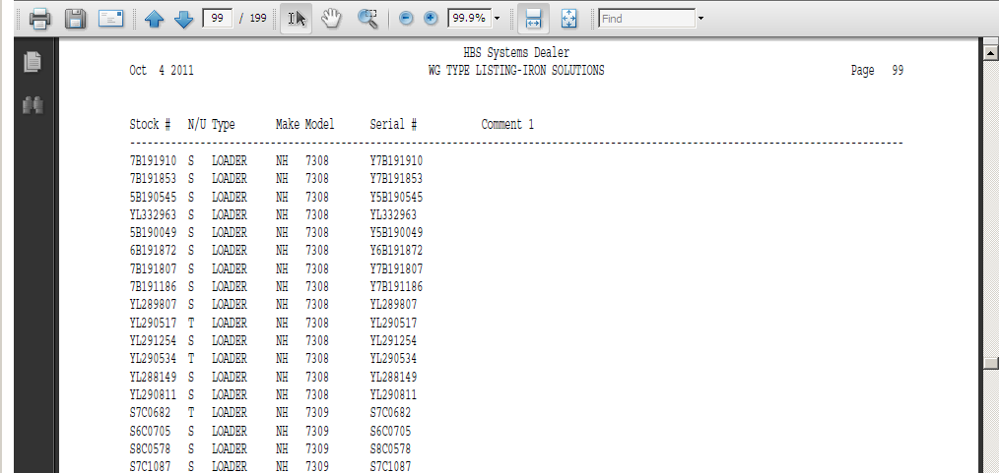 99 / 199 99.9% Find
HBS Systems Dealer
Oct 4 2011 WG TYPE LISTING-IRON SOLUTIONS Page 99
Stock # N/U Type Make Model Serial # Comment 1
7B191910 S LOADER NH 7308 Y7B191910
7B191853 S LOADER NH 7308 Y7B191853
5B190545 S LOADER NH 7308 Y5B190545
YL332963 S LOADER NH 7308 YL332963
5B190049 S LOADER NH 7308 Y5B190049
6B191872 S LOADER NH 7308 Y6B191872
7B191807 S LOADER NH 7308 Y7B191807
7B191186 S LOADER NH 7308 Y7B191186
YL289807 S LOADER NH 7308 YL289807
YL290517 T LOADER NH 7308 YL290517
YL291254 S LOADER NH 7308 YL291254
YL290534 T LOADER NH 7308 YL290534
YL288149 S LOADER NH 7308 YL288149
YL290811 S LOADER NH 7308 YL290811
S7C0682 T LOADER NH 7309 S7C0682
S6C0705 S LOADER NH 7309 S6C0705
S8C0578 S LOADER NH 7309 S8C0578
S7C1087 S LOADER NH 7309 S7C1087